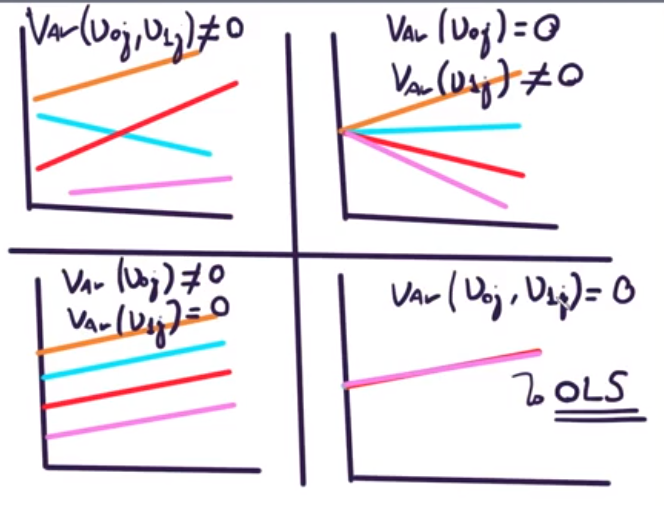 Var(U₀ⱼ, U₁ⱼ) ≠ 0
Var(U₀ⱼ) = 0
Var(U₁ⱼ) ≠ 0
Var(U₀ⱼ) ≠ 0
Var(U₁ⱼ) = 0
Var(U₀ⱼ, U₁ⱼ) = 0
OLS